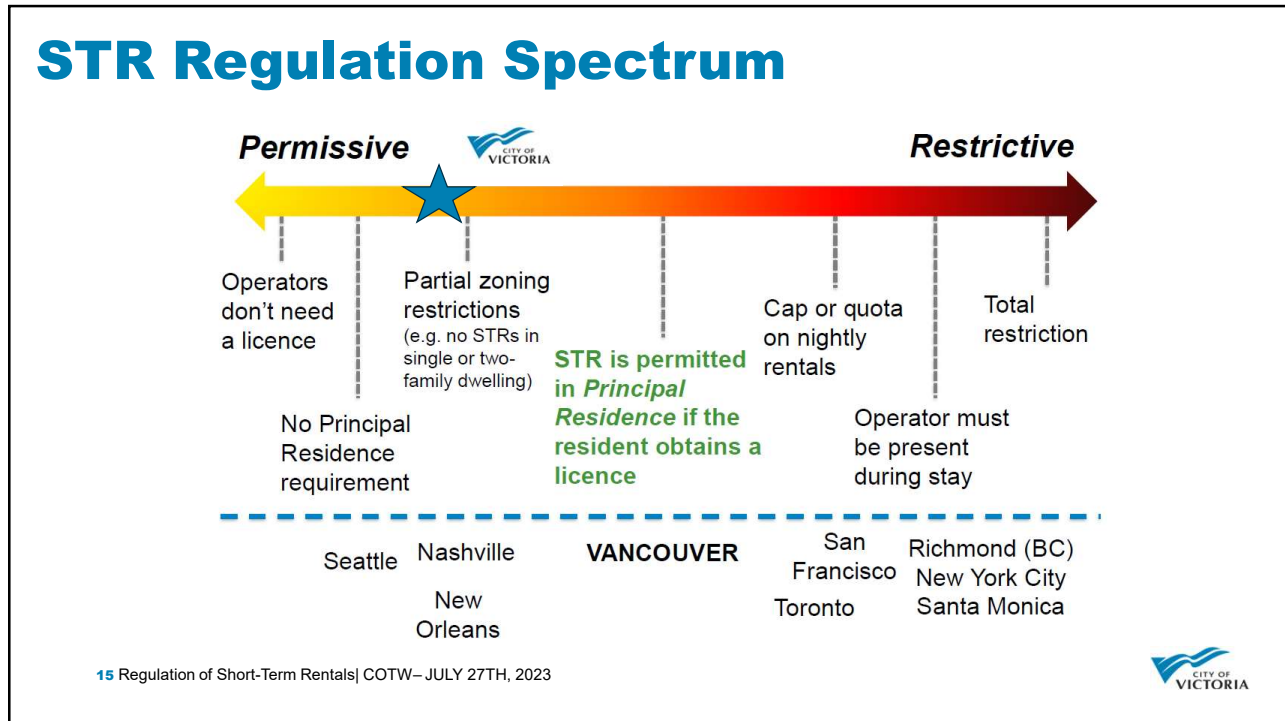 STR Regulation Spectrum
Permissive
CITY OF
VICTORIA
Restrictive
Operators
don't need
a licence
No Principal
Residence
requirement
Partial zoning
restrictions
(e.g. no STRs in
single or two-
family dwelling)
STR is permitted
in Principal
Residence if the
resident obtains a
licence
Cap or quota
on nightly
rentals
Operator must
be present
during stay
Total
restriction
Seattle
Nashville
New
Orleans
VANCOUVER
San
Francisco
Toronto
Richmond (BC)
New York City
Santa Monica
15 Regulation of Short-Term Rentals| COTW– JULY 27TH, 2023
CITY OF
VICTORIA